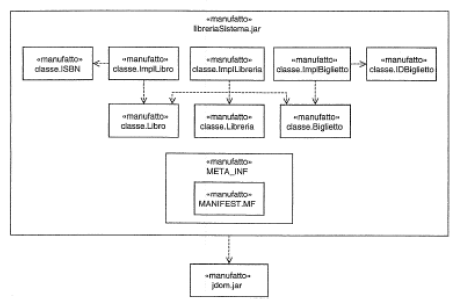 «manufatto»
libreriaSistema.jar
«manufatto»
classe.ISBN
«manufatto»
classe.ImplLibro
«manufatto»
classe.ImplLibreria
«manufatto»
classe.ImplBiglietto
«manufatto»
classe.IDBiglietto
«manufatto»
classe.Libro
«manufatto»
classe.Libreria
«manufatto»
classe.Biglietto
«manufatto»
META_INF
«manufatto»
MANIFEST.MF
«manufatto»
jdom.jar